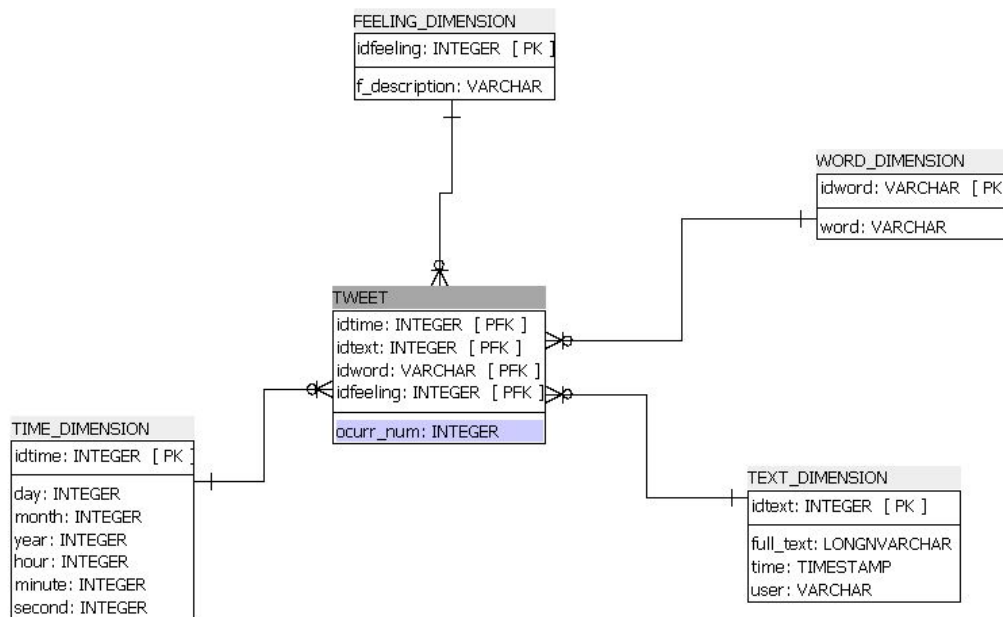 FEELING_DIMENSION
idfeeling: INTEGER [ PK ]
f_description: VARCHAR
WORD_DIMENSION
idword: VARCHAR [ PK
word: VARCHAR
TWEET
idtime: INTEGER [ PFK ]
idtext: INTEGER [ PFK ]
idword: VARCHAR [ PFK ]
idfeeling: INTEGER [ PFK ]
ocurr_num: INTEGER
TIME_DIMENSION
idtime: INTEGER [ PK ]
day: INTEGER
month: INTEGER
year: INTEGER
hour: INTEGER
minute: INTEGER
second: INTEGER
TEXT_DIMENSION
idtext: INTEGER [ PK ]
full_text: LONGNVARCHAR
time: TIMESTAMP
user: VARCHAR